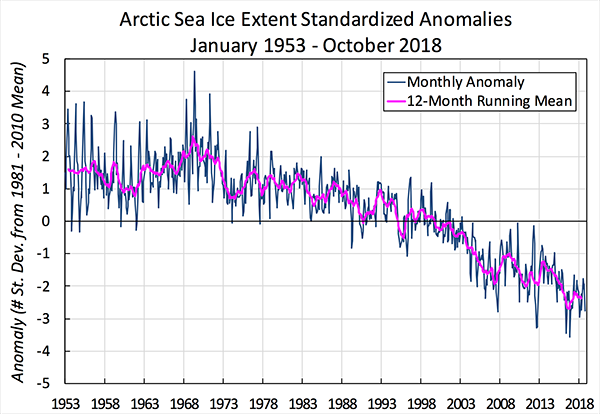 Arctic Sea Ice Extent Standardized Anomalies
January 1953 - October 2018
Anomaly (# St. Dev. from 1981 - 2010 Mean)
5
4
3
2
1
0
-1
-2
-3
-4
-5
Monthly Anomaly
12-Month Running Mean
1953 1958 1963 1968 1973 1978 1983 1988 1993 1998 2003 2008 2013 2018